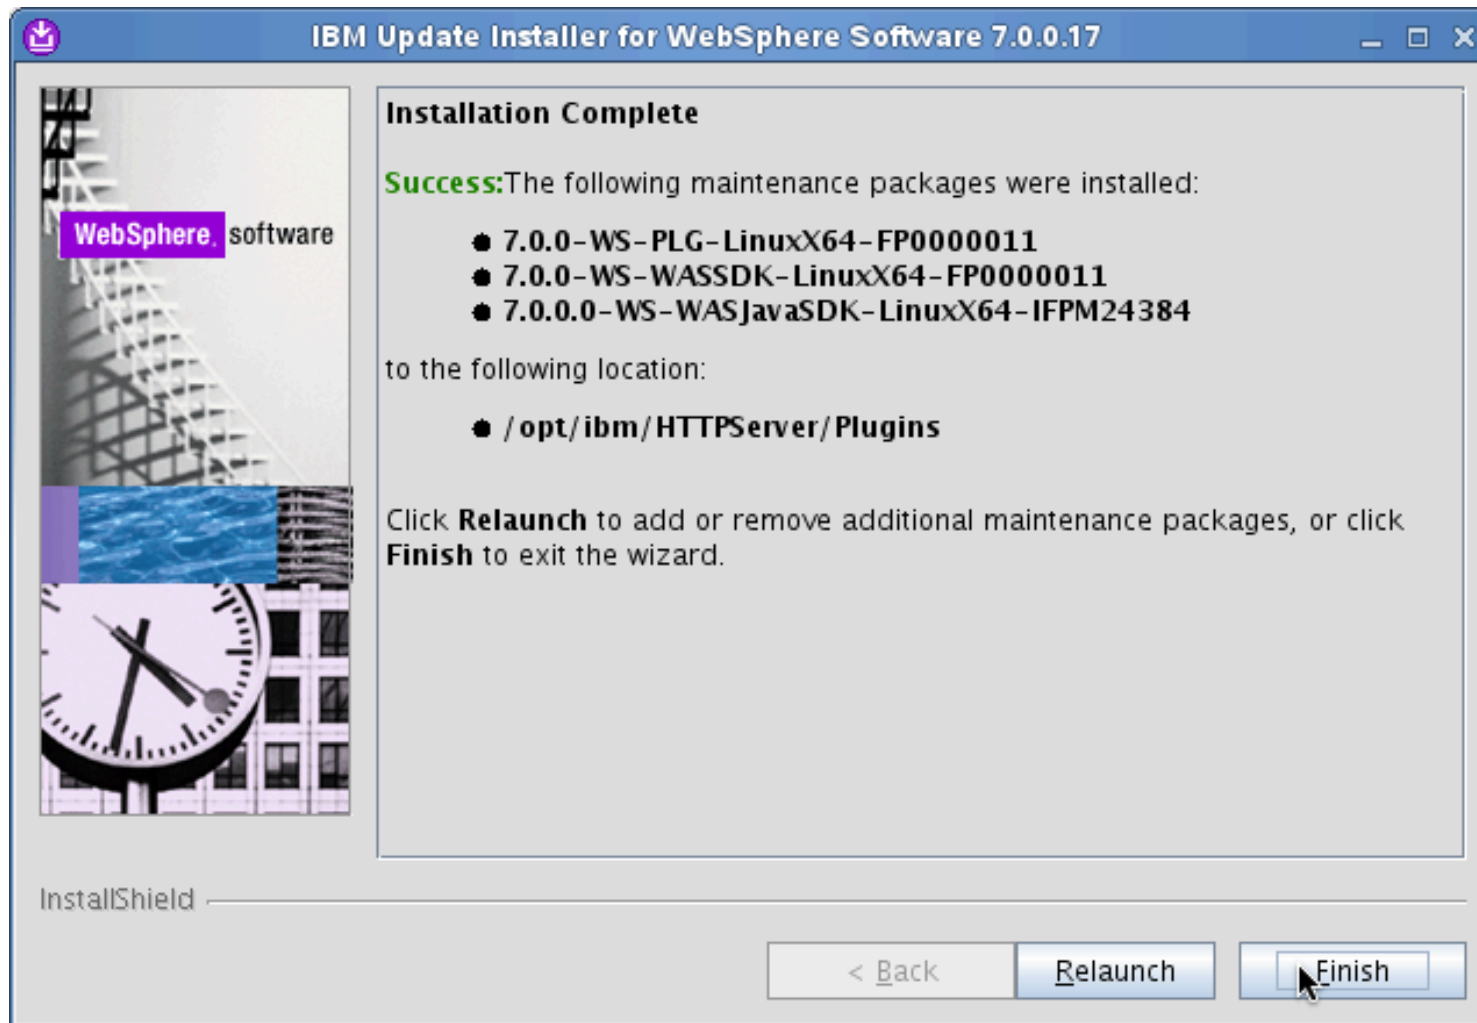 IBM Update Installer for WebSphere Software 7.0.0.17
Installation Complete
Success:The following maintenance packages were installed:
● 7.0.0-WS-PLG-LinuxX64-FP0000011
● 7.0.0-WS-WASSDK-LinuxX64-FP0000011
● 7.0.0.0-WS-WASJavaSDK-LinuxX64-IFPM24384
to the following location:
● /opt/ibm/HTTPServer/Plugins
Click Relaunch to add or remove additional maintenance packages, or click
Finish to exit the wizard.
WebSphere. software
InstallShield
< Back
Relaunch
Finish